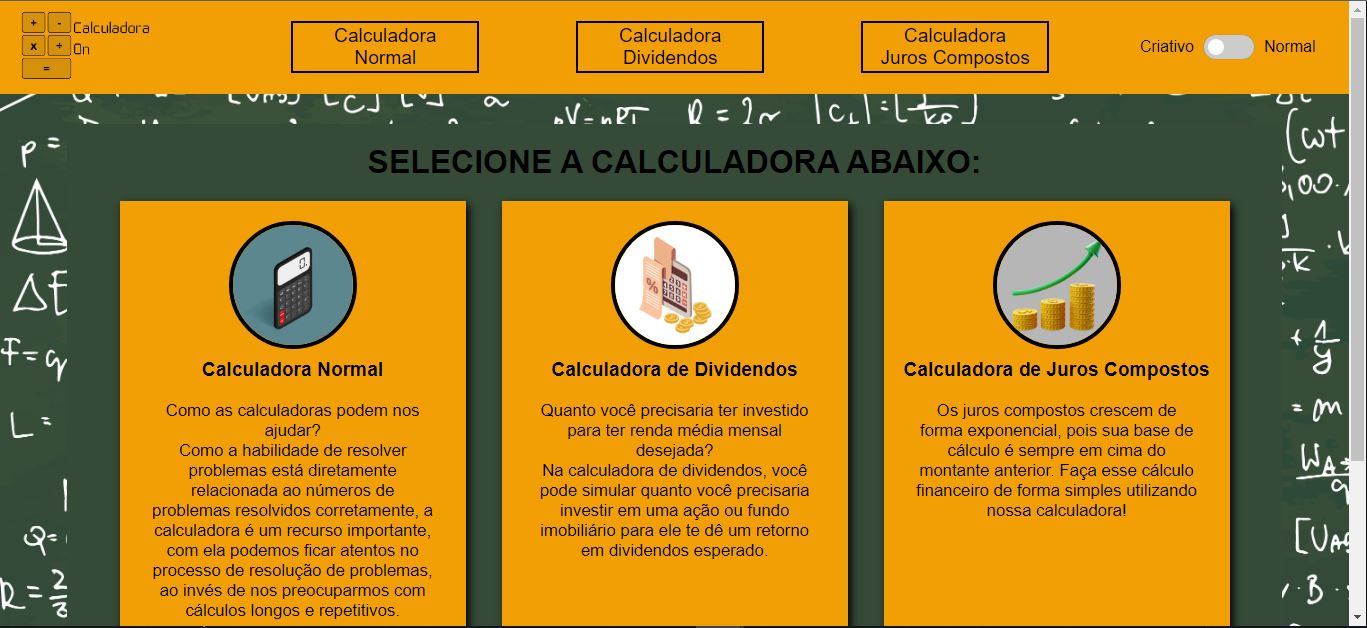 + -
x ÷
=
Calculadora
On
Calculadora
Normal
Calculadora
Dividendos
Calculadora
Juros Compostos
Criativo
Normal
SELECIONE A CALCULADORA ABAIXO:
Calculadora Normal
Como as calculadoras podem nos
ajudar?
Como a habilidade de resolver
problemas está diretamente
relacionada ao números de
problemas resolvidos corretamente, a
calculadora é um recurso importante,
com ela podemos ficar atentos no
processo de resolução de problemas,
ao invés de nos preocuparmos com
cálculos longos e repetitivos.
%
Calculadora de Dividendos
Quanto você precisaria ter investido
para ter renda média mensal
desejada?
Na calculadora de dividendos, você
pode simular quanto você precisaria
investir em uma ação ou fundo
imobiliário para ele te dê um retorno
em dividendos esperado.
Calculadora de Juros Compostos
Os juros compostos crescem de
forma exponencial, pois sua base de
cálculo é sempre em cima do
montante anterior. Faça esse cálculo
financeiro de forma simples utilizando
nossa calculadora!
p =
L =